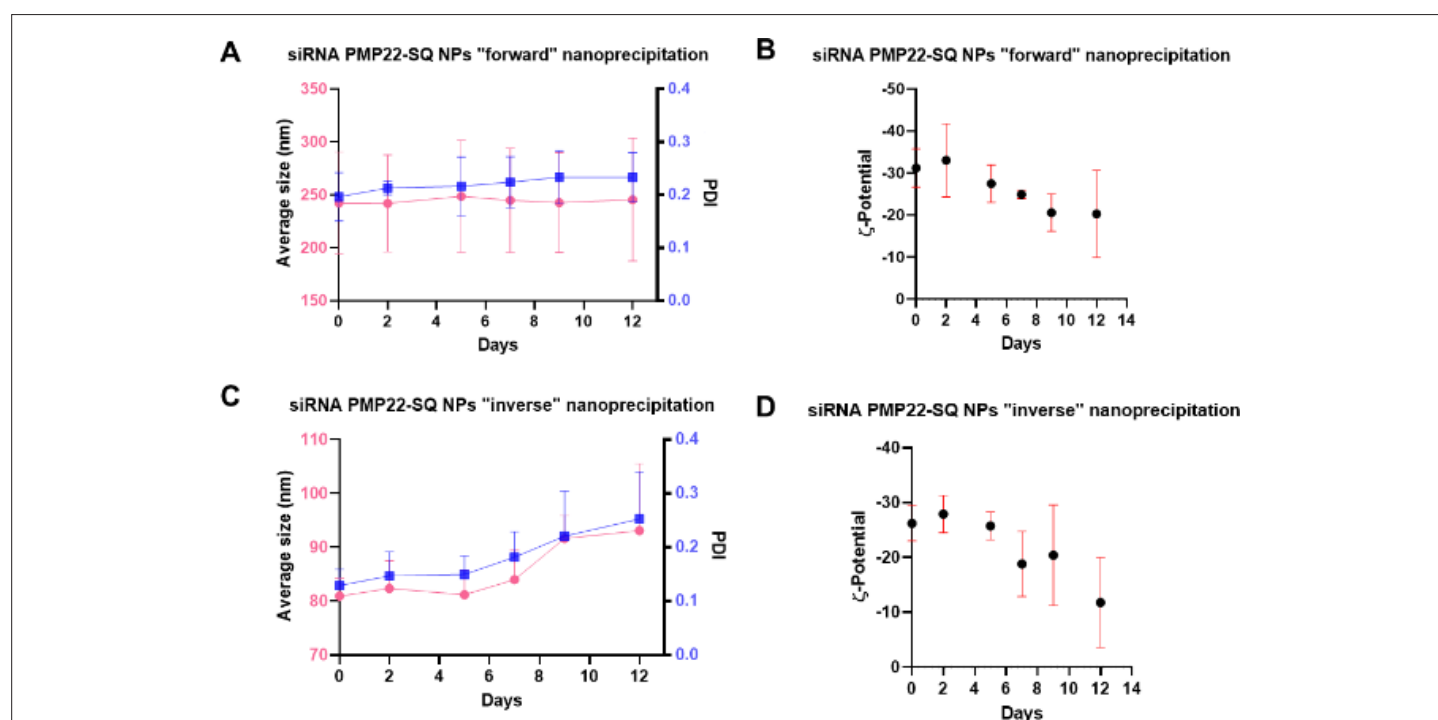 A
siRNA PMP22-SQ NPs "forward" nanoprecipitation
350
300
250
200
150
Average size (nm)
0.4
0.3
0.2
0.1
0.0
PDI
0 2 4 6 8 10 12
Days
B
siRNA PMP22-SQ NPs "forward" nanoprecipitation
-50
-40
-30
-20
-10
0
ζ-Potential
0 2 4 6 8 10 12 14
Days
C
siRNA PMP22-SQ NPs "inverse" nanoprecipitation
110
100
90
80
70
Average size (nm)
0.4
0.3
0.2
0.1
0.0
PDI
0 2 4 6 8 10 12
Days
D
siRNA PMP22-SQ NPs "inverse" nanoprecipitation
-40
-30
-20
-10
0
ζ-Potential
0 2 4 6 8 10 12 14
Days